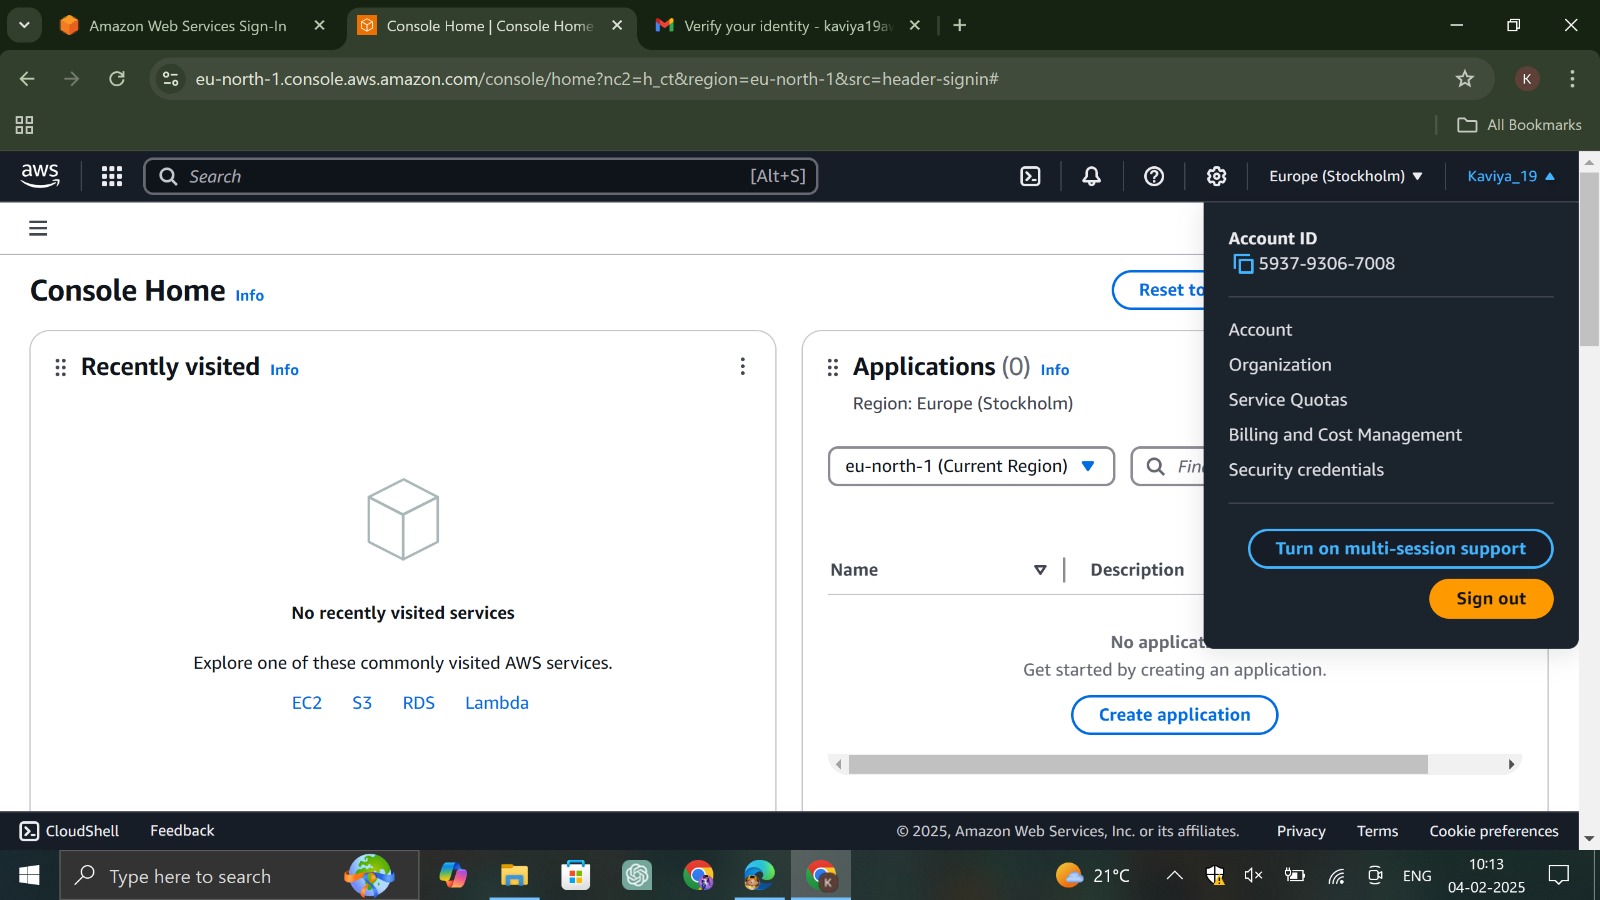 Amazon Web Services Sign-In
Console Home | Console Home
Verify your identity - kaviya19aw
eu-north-1.console.aws.amazon.com/console/home?nc2=h_ct&region=eu-north-1&src=header-signin#
K
All Bookmarks
aws
Search
[Alt+S]
Europe (Stockholm)
Kaviya_19
Account ID
5937-9306-7008
Console Home Info
Reset to
Account
Organization
Service Quotas
Billing and Cost Management
Security credentials
Turn on multi-session support
Sign out
Recently visited Info
No recently visited services
Explore one of these commonly visited AWS services.
EC2 S3 RDS Lambda
Applications (0) Info
Region: Europe (Stockholm)
eu-north-1 (Current Region)
Fin
Name
Description
No applicat
Get started by creating an application.
Create application
CloudShell
Feedback
© 2025, Amazon Web Services, Inc. or its affiliates.
Privacy
Terms
Cookie preferences
Type here to search
K
21°C
ENG
10:13
04-02-2025